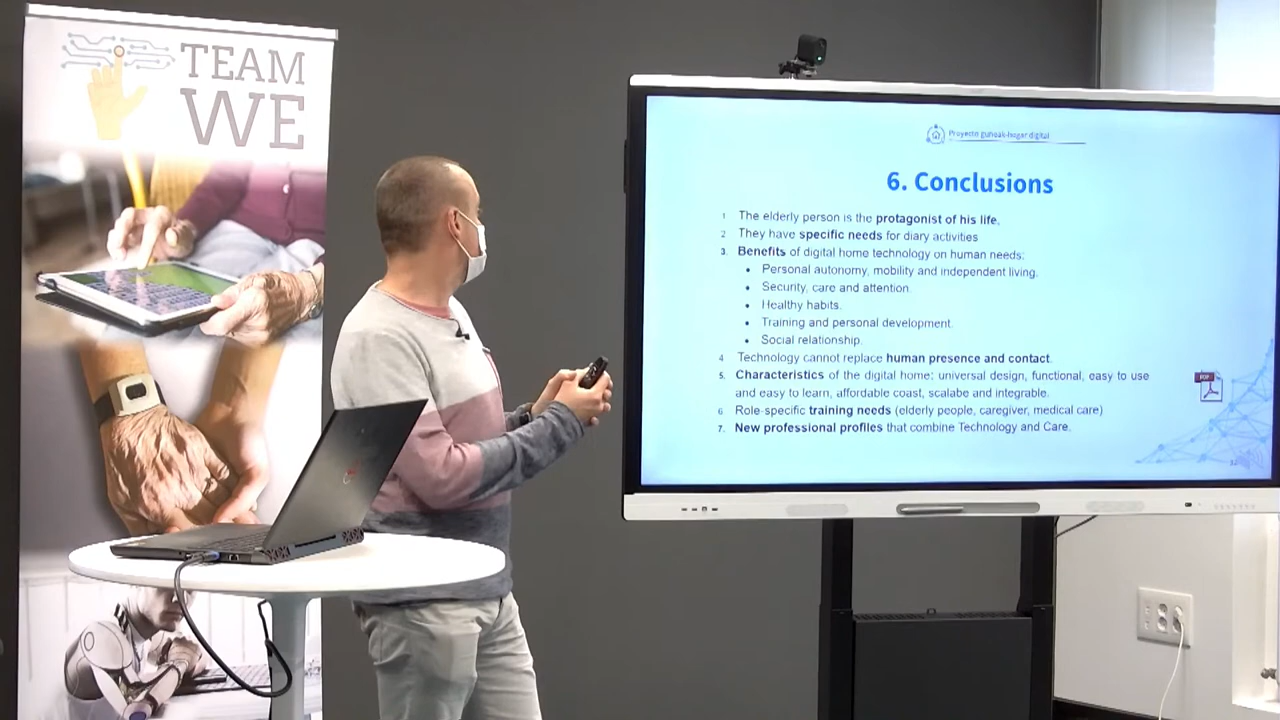 TEAM
WE
Proyecto guhoak-hogar digital
6. Conclusions
1 The elderly person is the protagonist of his life.
2 They have specific needs for diary activities
3. Benefits of digital home technology on human needs:
• Personal autonomy, mobility and independent living.
• Security, care and attention.
• Healthy habits.
• Training and personal development.
• Social relationship.
4 Technology cannot replace human presence and contact.
5. Characteristics of the digital home: universal design, functional, easy to use
and easy to learn, affordable coast, scalabe and integrable.
6 Role-specific training needs (elderly people, caregiver, medical care)
7. New professional profiles that combine Technology and Care.
PDF